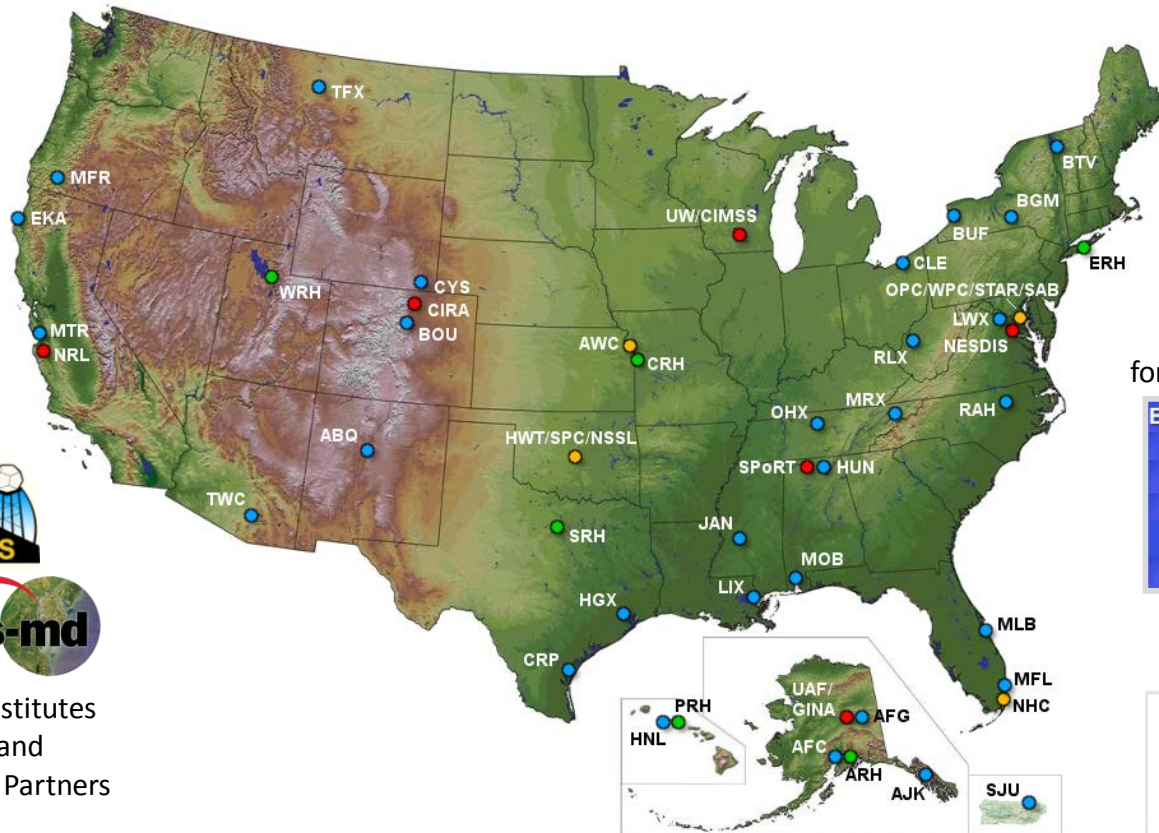 TFX
MFR
EKA
WRH
CYS
CIRA
BOU
MTR
NRL
ABQ
TWC
UW/CIMSS
AWC
CRH
HWT/SPC/NSSL
SRH
HGX
CRP
BTV
BGM
BUF
ERH
CLE
OPC/WPC/STAR/SAB
LWX
NESDIS
RLX
MRX
OHX
RAH
SPoRT
HUN
JAN
MOB
LIX
MLB
MFL
NHC
PRH
HNL
UAF/
GINA
AFG
AFC
ARH
AJK
SJU
S
s-md
stitutes
and
Partners
for
E